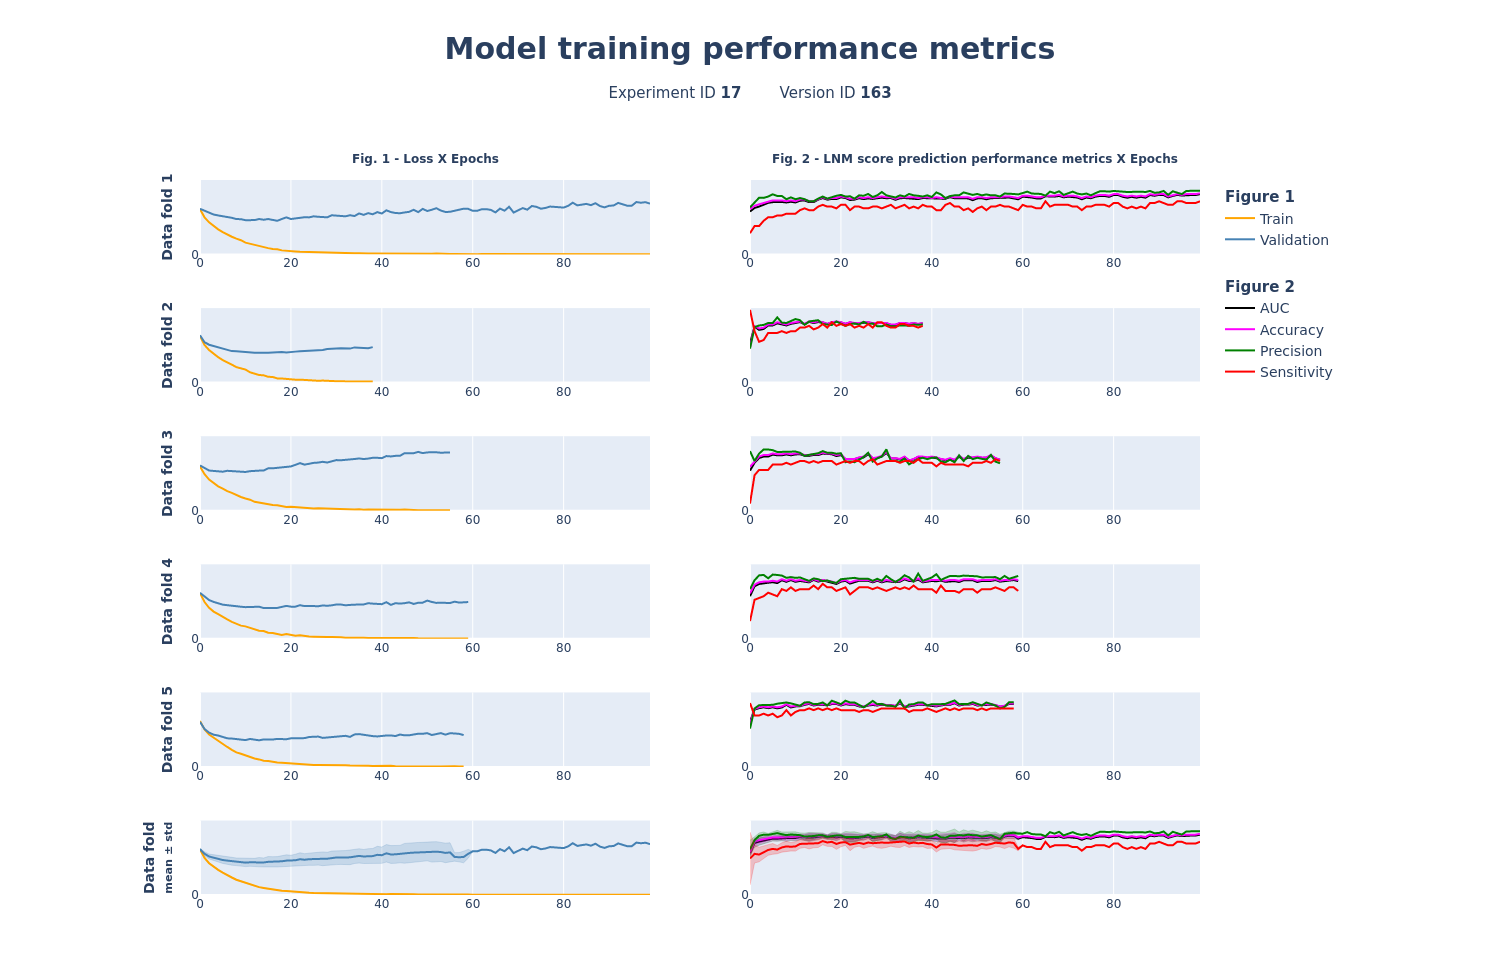 Model training performance metrics
Experiment ID 17 Version ID 163
Fig. 1 - Loss X Epochs
Fig. 2 - LNM score prediction performance metrics X Epochs
Data fold 1
0
0 20 40 60 80
0
0 20 40 60 80
Figure 1
Train
Validation
Figure 2
AUC
Accuracy
Precision
Sensitivity
Data fold 2
0
0 20 40 60 80
0
0 20 40 60 80
Data fold 3
0
0 20 40 60 80
0
0 20 40 60 80
Data fold 4
0
0 20 40 60 80
0
0 20 40 60 80
Data fold 5
0
0 20 40 60 80
0
0 20 40 60 80
Data fold
mean ± std
0
0 20 40 60 80
0
0 20 40 60 80